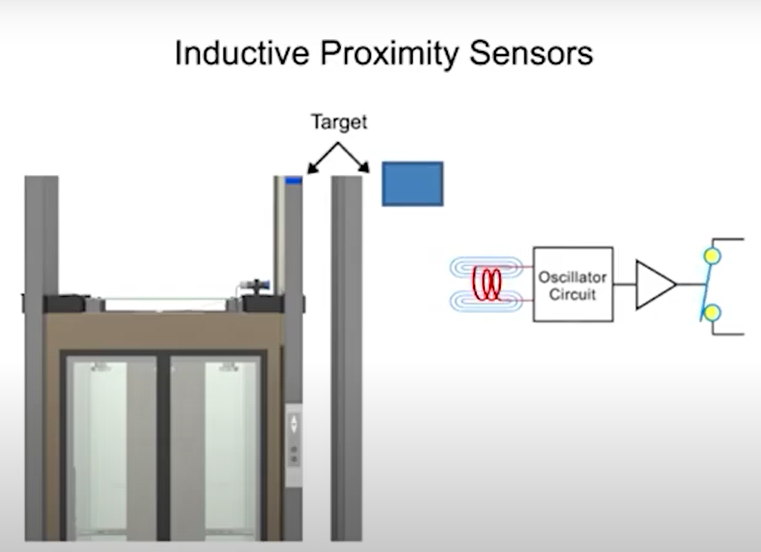 Inductive Proximity Sensors
Target
Oscillator
Circuit